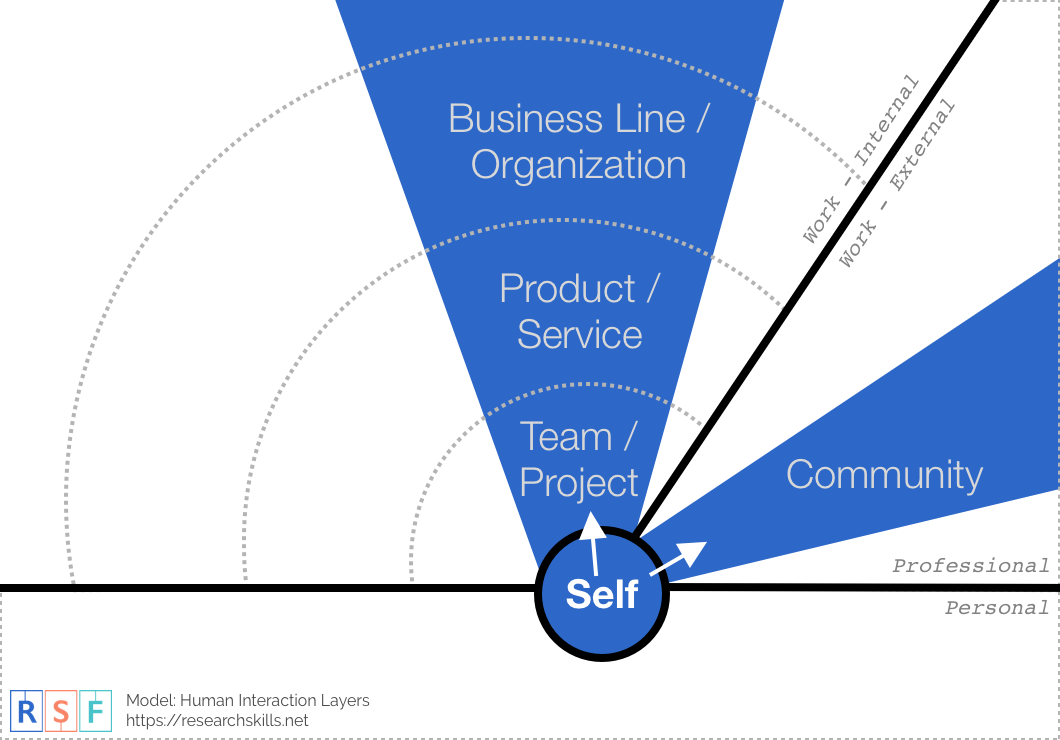 Business Line /
Organization
Work - Internal
Work - External
Product /
Service
Team /
Project
Community
Self
Professional
Personal
R S F
Model: Human Interaction Layers
https://researchskills.net